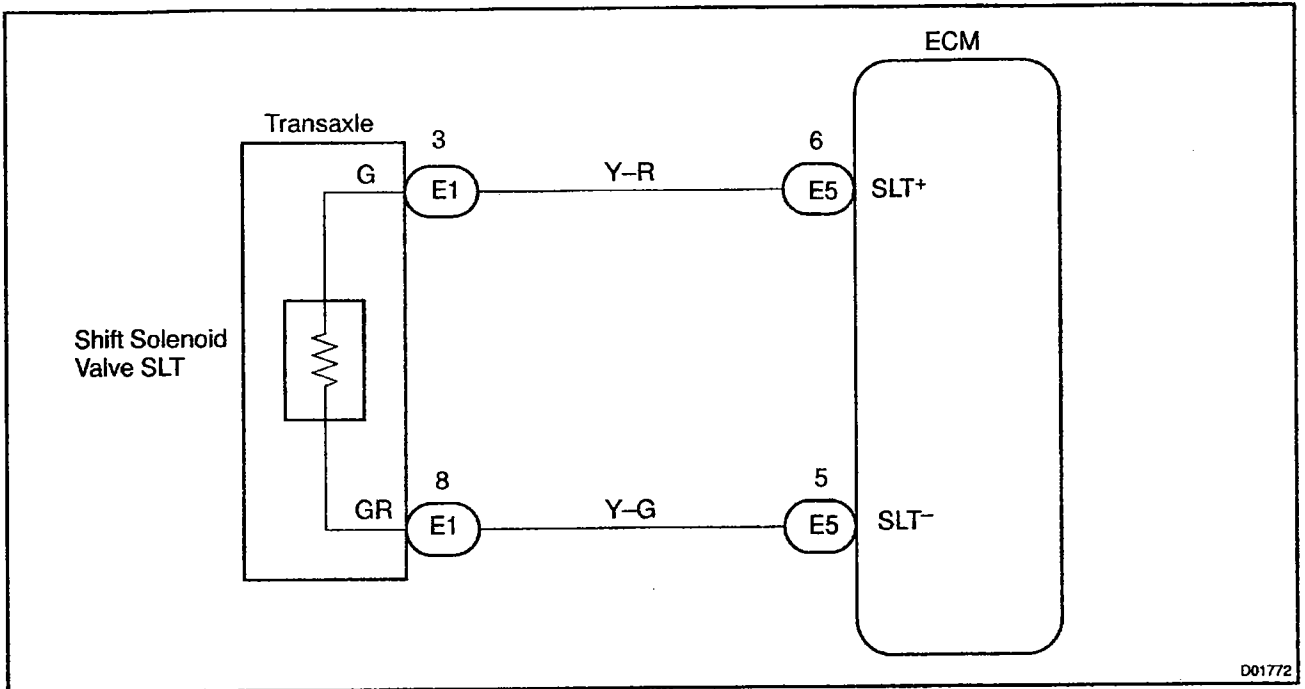 ECM
Transaxle
3
6
G
E1
Y–R
E5
SLT+
Shift Solenoid
Valve SLT
8
5
GR
E1
Y–G
E5
SLT–
D01772